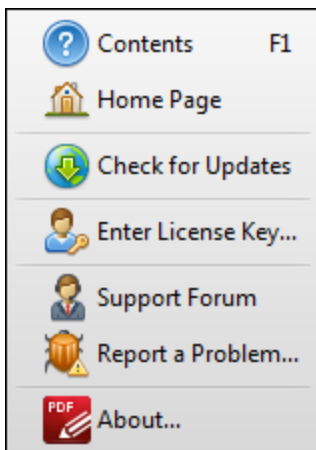 Contents F1
Home Page
Check for Updates
Enter License Key...
Support Forum
Report a Problem...
PDF
About...